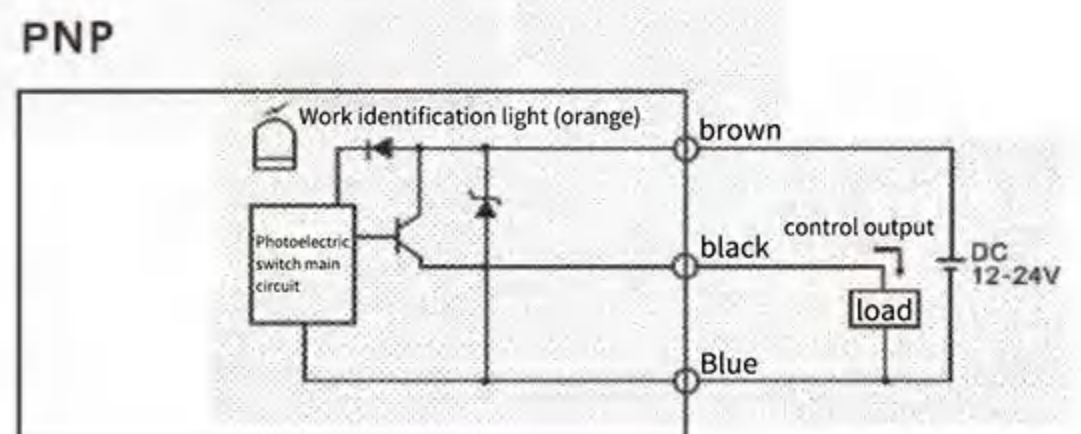 PNP
Work identification light (orange)
brown
Photoelectric
switch main
circuit
black
control output
DC
12-24V
load
Blue